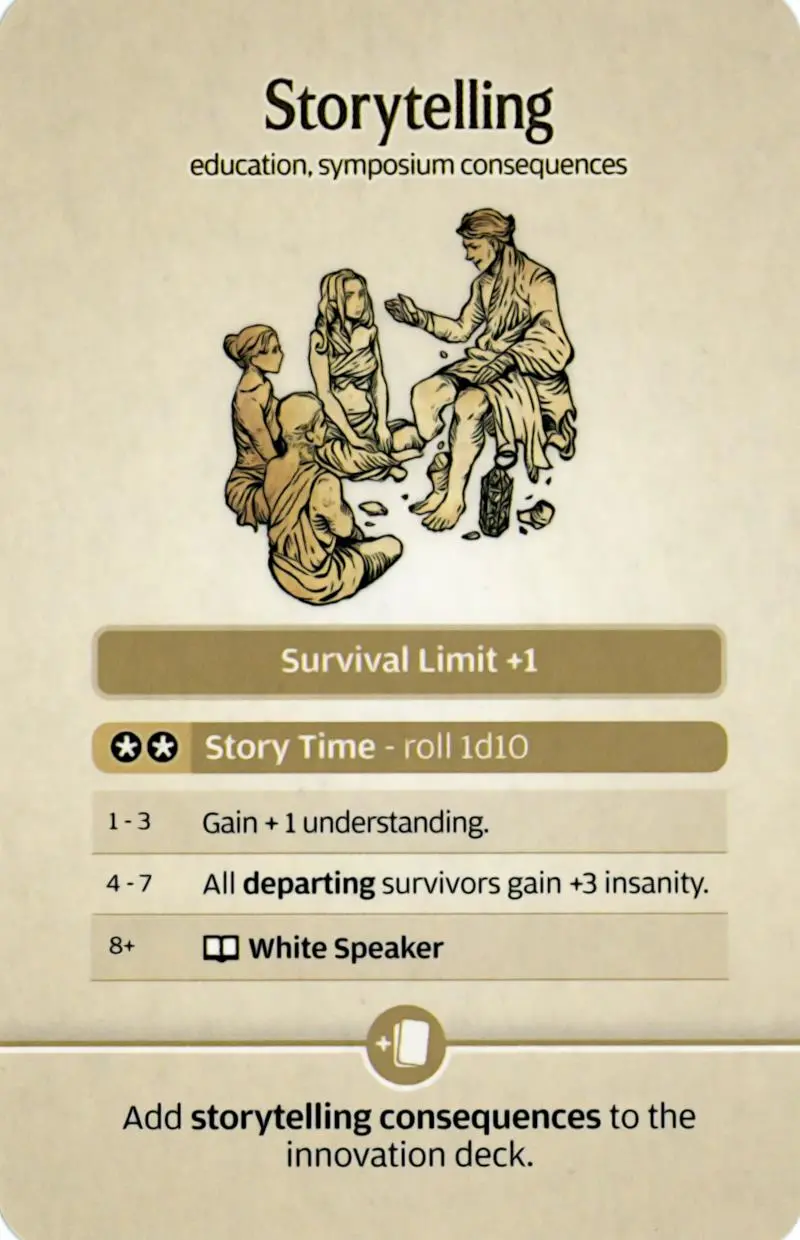 Storytelling
education, symposium consequences
Survival Limit +1
Story Time - roll 1d10
1 - 3 Gain + 1 understanding.
4 - 7 All departing survivors gain +3 insanity.
8+ White Speaker
+
Add storytelling consequences to the
innovation deck.